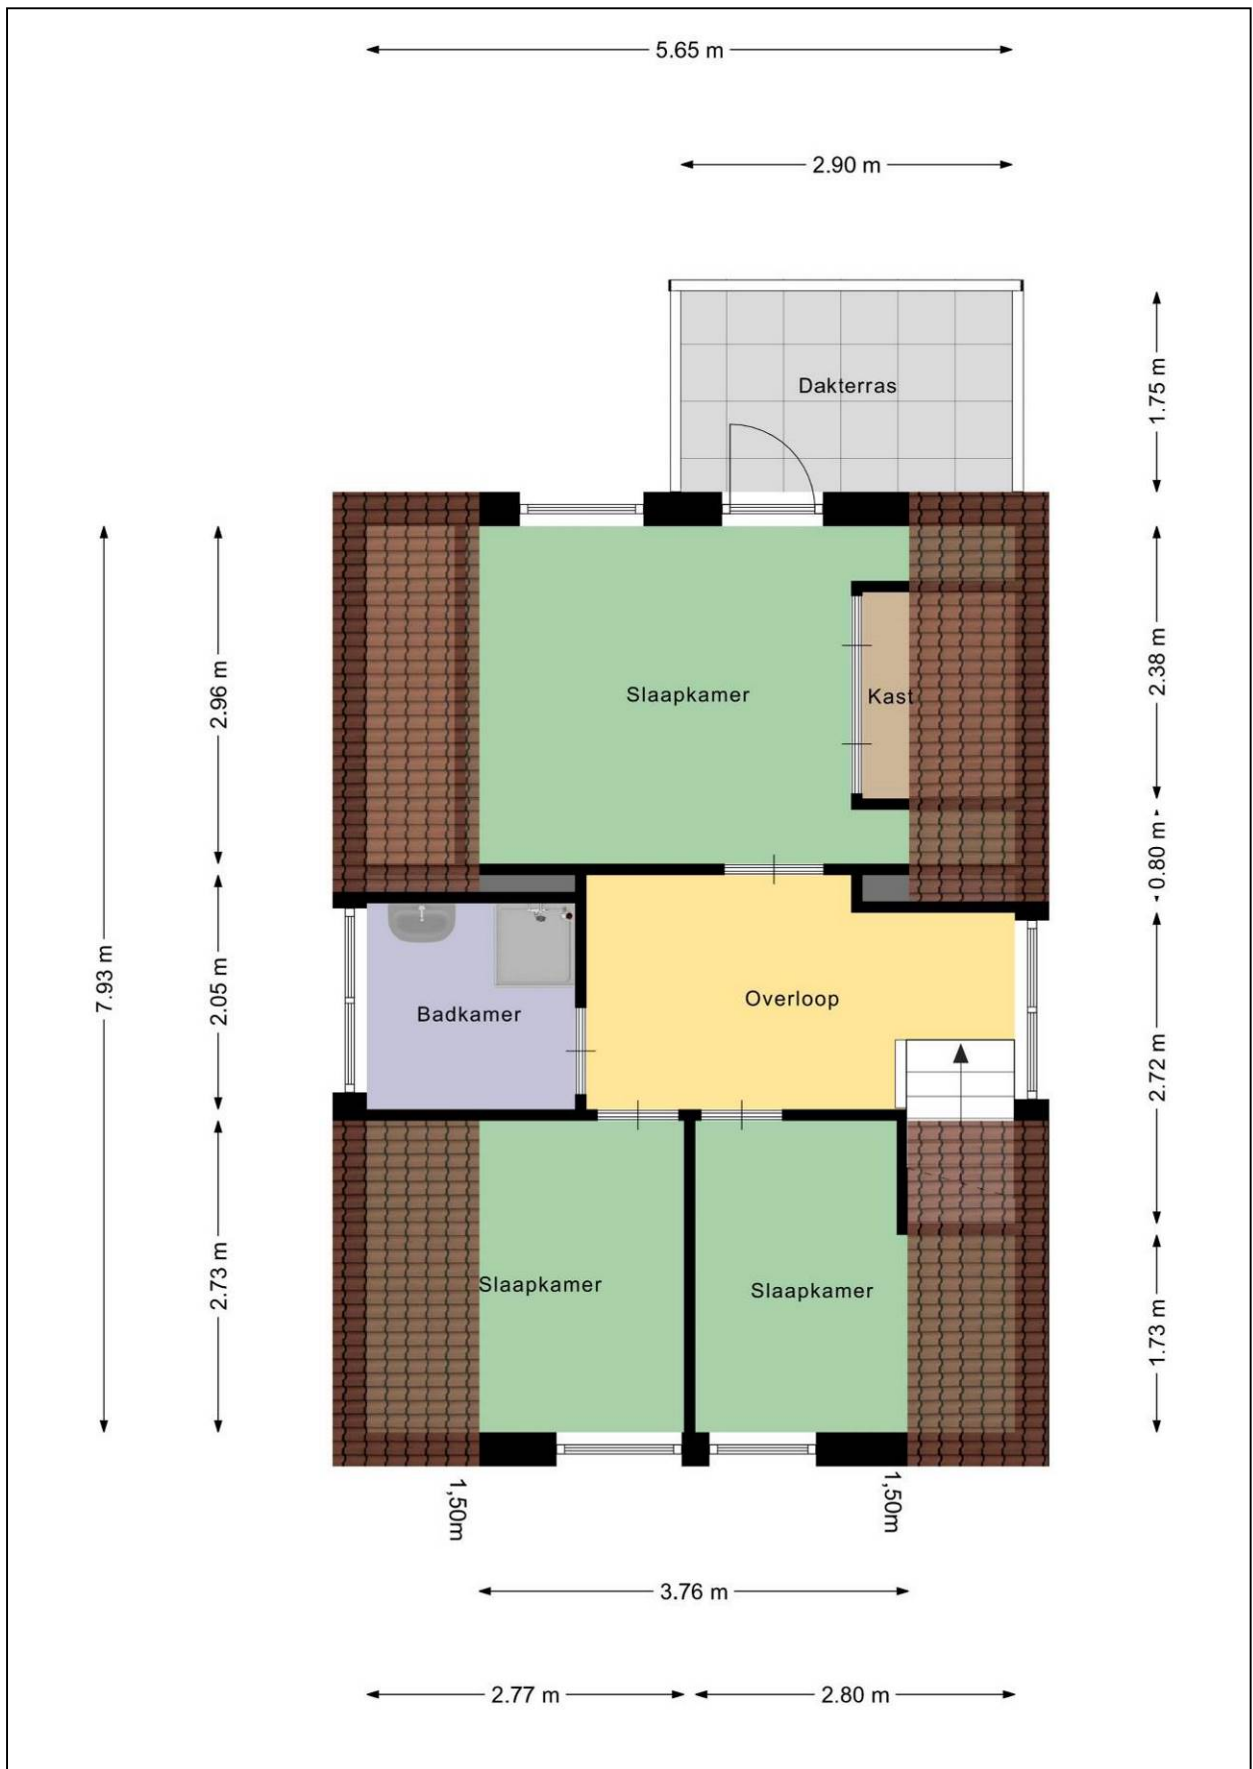 5.65 m
2.90 m
1.75 m
Dakterras
2.38 m
2.96 m
Slaapkamer
Kast
0.80 m
7.93 m
2.05 m
Badkamer
Overloop
2.72 m
2.73 m
Slaapkamer
Slaapkamer
1.73 m
1,50m
1,50m
3.76 m
2.77 m
2.80 m